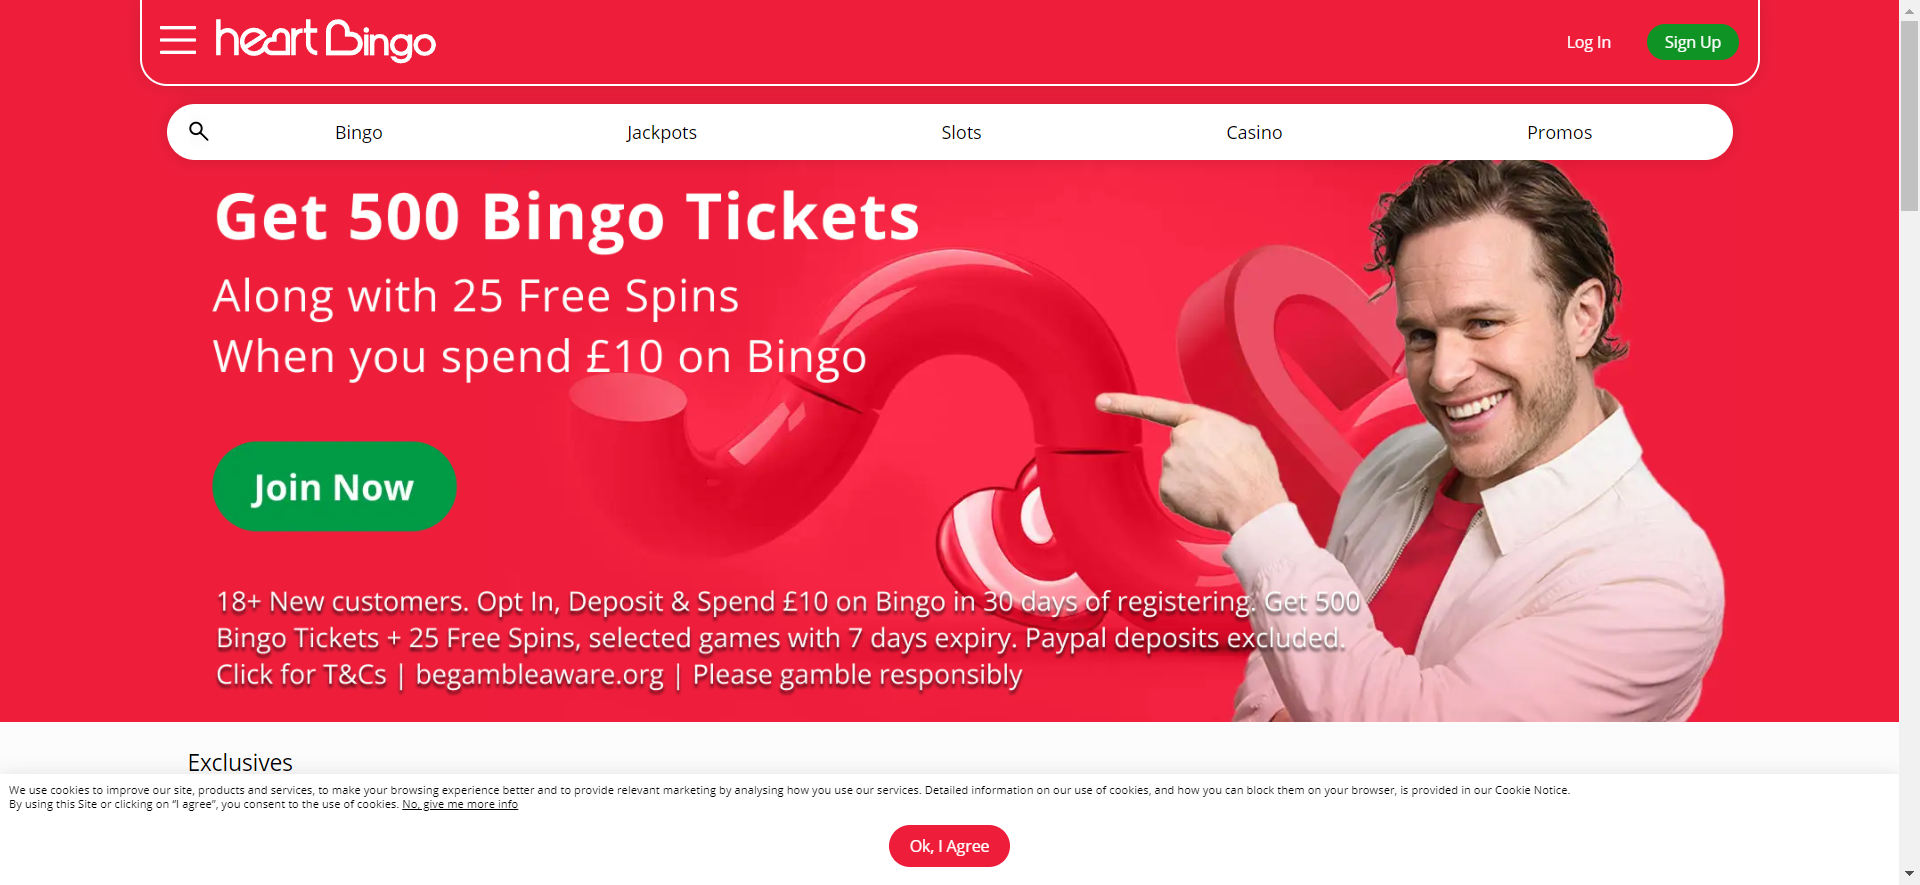 heart Bingo
Log In
Sign Up
Bingo
Jackpots
Slots
Casino
Promos
Get 500 Bingo Tickets
Along with 25 Free Spins
When you spend £10 on Bingo
Join Now
18+ New customers. Opt In, Deposit & Spend £10 on Bingo in 30 days of registering. Get 500
Bingo Tickets + 25 Free Spins, selected games with 7 days expiry. Paypal deposits excluded.
Click for T&Cs | begambleaware.org | Please gamble responsibly
Exclusives
We use cookies to improve our site, products and services, to make your browsing experience better and to provide relevant marketing by analysing how you use our services. Detailed information on our use of cookies, and how you can block them on your browser, is provided in our Cookie Notice.
By using this Site or clicking on “I agree”, you consent to the use of cookies. No, give me more info
Ok, I Agree